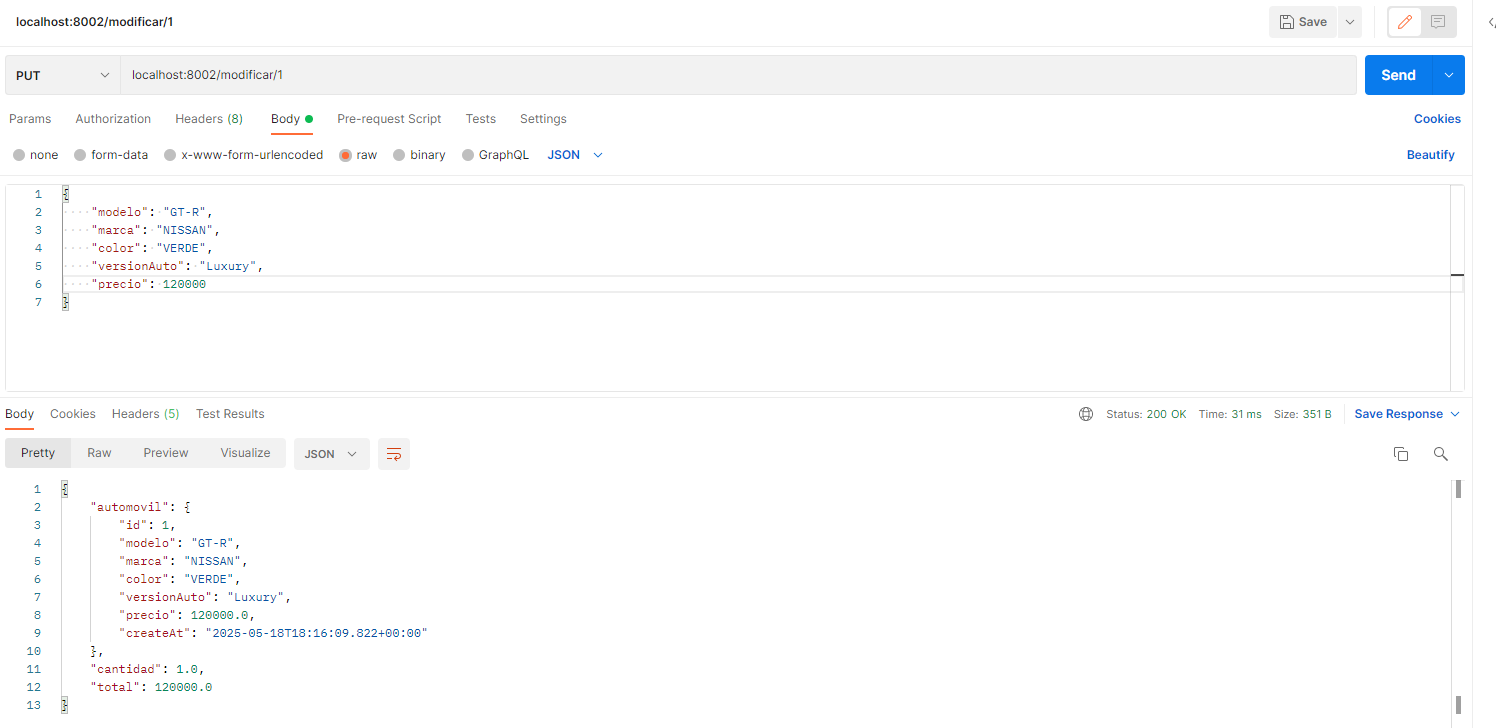 localhost:8002/modificar/1
Save
PUT
localhost:8002/modificar/1
Send
Params Authorization Headers (8) Body Pre-request Script Tests Settings Cookies
none form-data x-www-form-urlencoded raw binary GraphQL JSON Beautify
1 {
2 "modelo": "GT-R",
3 "marca": "NISSAN",
4 "color": "VERDE",
5 "versionAuto": "Luxury",
6 "precio": 120000
7 }
Body Cookies Headers (5) Test Results Status: 200 OK Time: 31 ms Size: 351 B Save Response
Pretty Raw Preview Visualize JSON
1 {
2 "automovil": {
3 "id": 1,
4 "modelo": "GT-R",
5 "marca": "NISSAN",
6 "color": "VERDE",
7 "versionAuto": "Luxury",
8 "precio": 120000.0,
9 "createAt": "2025-05-18T18:16:09.822+00:00"
10 },
11 "cantidad": 1.0,
12 "total": 120000.0
13 }